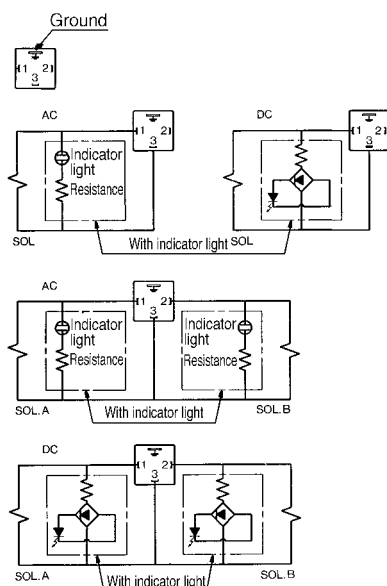 Ground
1 2
3
AC
1 2
3
Indicator
light
Resistance
SOL
DC
1 2
3
SOL
With indicator light
AC
1 2
3
Indicator
light
Resistance
Indicator
light
Resistance
SOL.A
With indicator light
SOL.B
DC
1 2
3
SOL.A
With indicator light
SOL.B